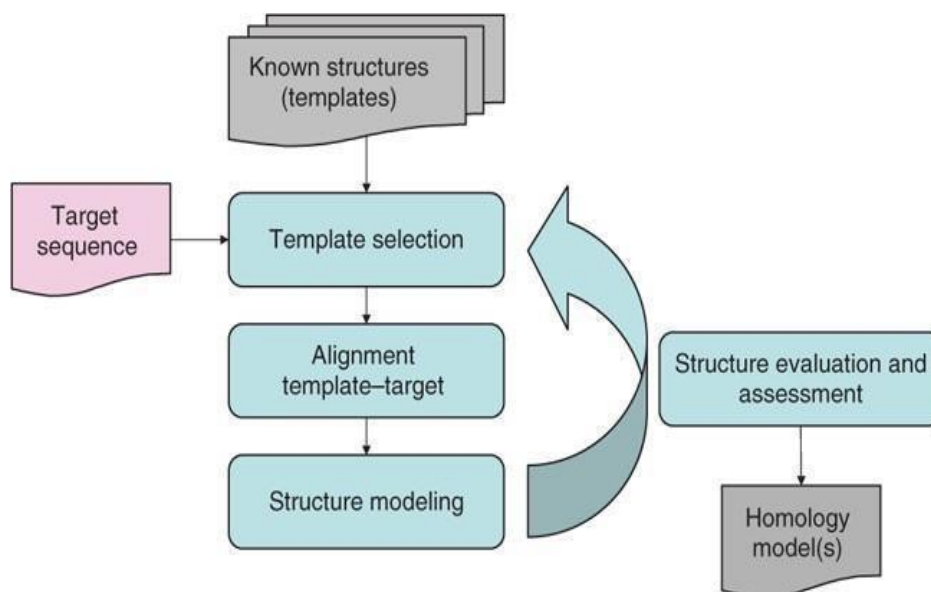 Known structures
(templates)
Target
sequence
Template selection
Alignment
template–target
Structure modeling
Structure evaluation and
assessment
Homology
model(s)